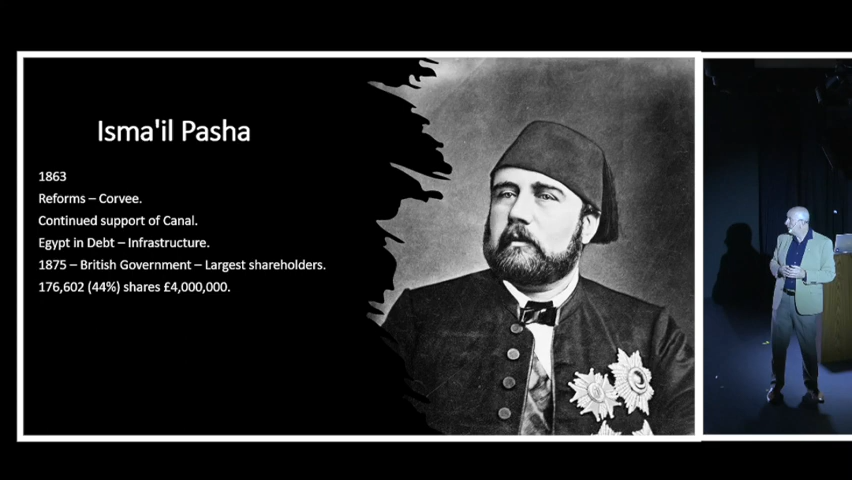 Isma'il Pasha
1863
Reforms – Corvee.
Continued support of Canal.
Egypt in Debt – Infrastructure.
1875 – British Government – Largest shareholders.
176,602 (44%) shares £4,000,000.